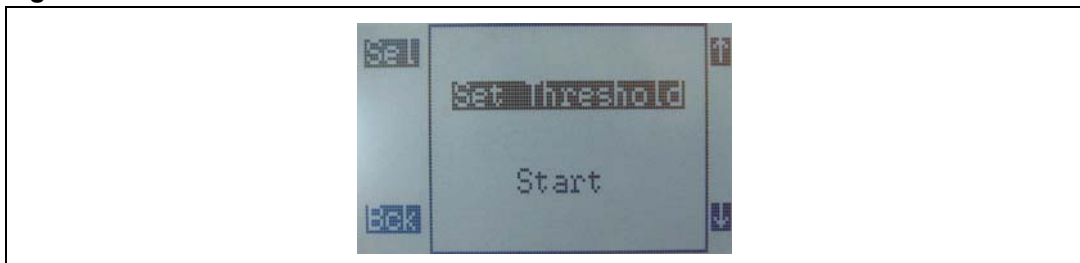 Sel ↑
Set Threshold
Start
Bck ↓